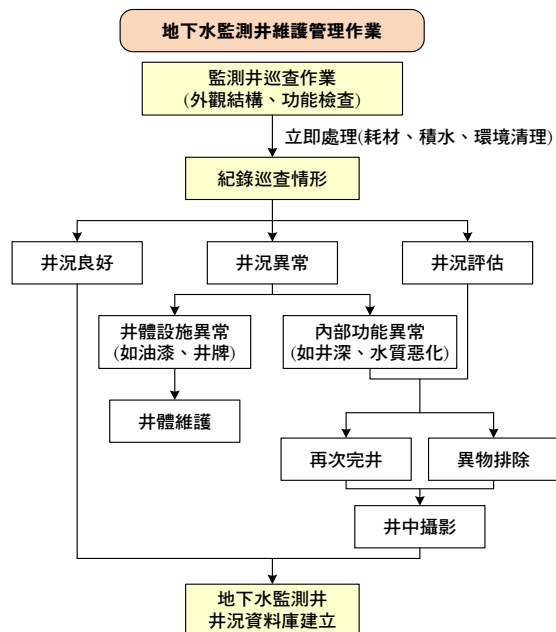 地下水監測井維護管理作業
監測井巡查作業
(外觀結構、功能檢查)
立即處理(耗材、積水、環境清理)
紀錄巡查情形
井況良好
井況異常
井況評估
井體設施異常
(如油漆、井牌)
內部功能異常
(如井深、水質惡化)
井體維護
再次完井
異物排除
井中攝影
地下水監測井
井況資料庫建立